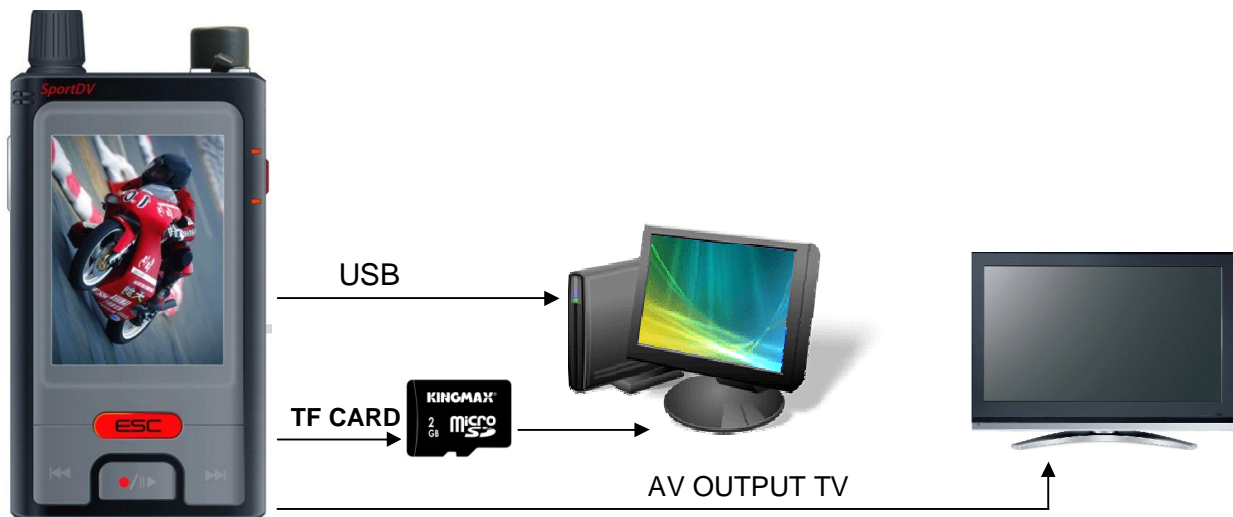 SportDV
USB
TF CARD
KINGMAX
2
GB
micro
SD
ESC
AV OUTPUT TV